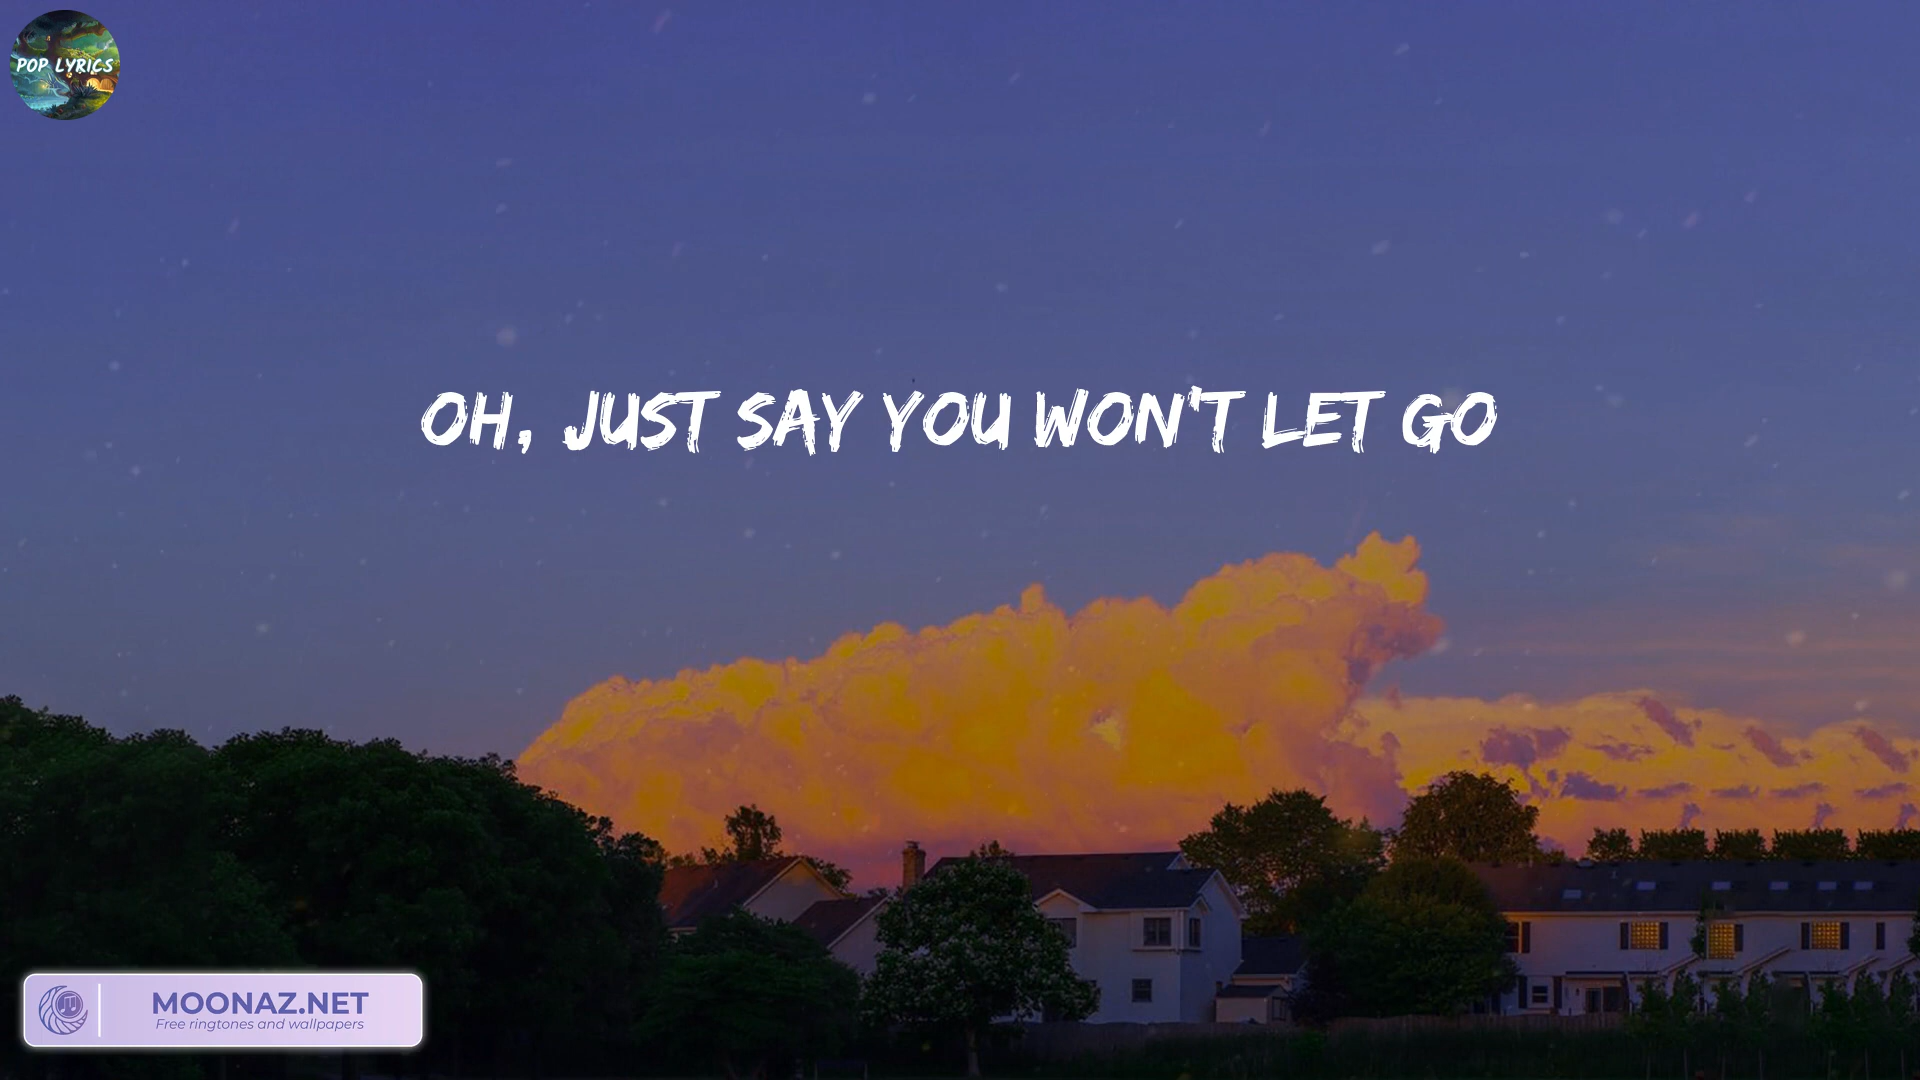 POP LYRICS
OH, JUST SAY YOU WON'T LET GO
MOONAZ.NET
Free ringtones and wallpapers